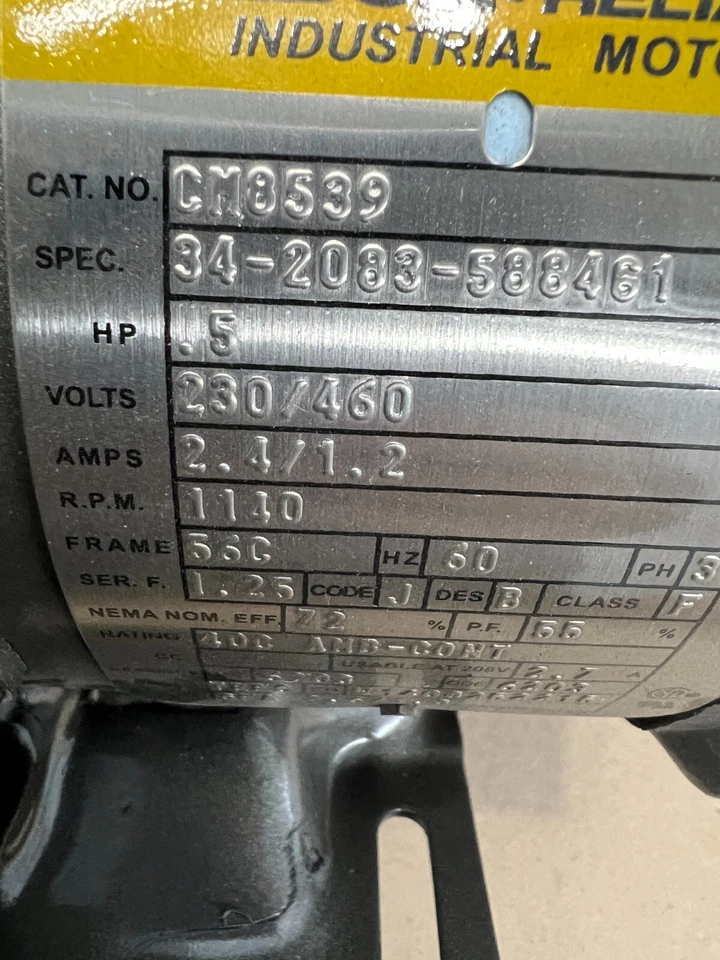 INDUSTRIAL MOTO
CAT. NO. CM8539
SPEC. 34-2083-588461
HP .5
VOLTS 230/460
AMPS 2.4/1.2
R.P.M. 1140
FRAME 56C HZ 60 PH 3
SER. F. 1.25 CODE J DES B CLASS F
NEMA NOM. EFF. 72 % P.F. 55 %
RATING 40C AMB-CONT
USABLE AT 208V 2.7 A